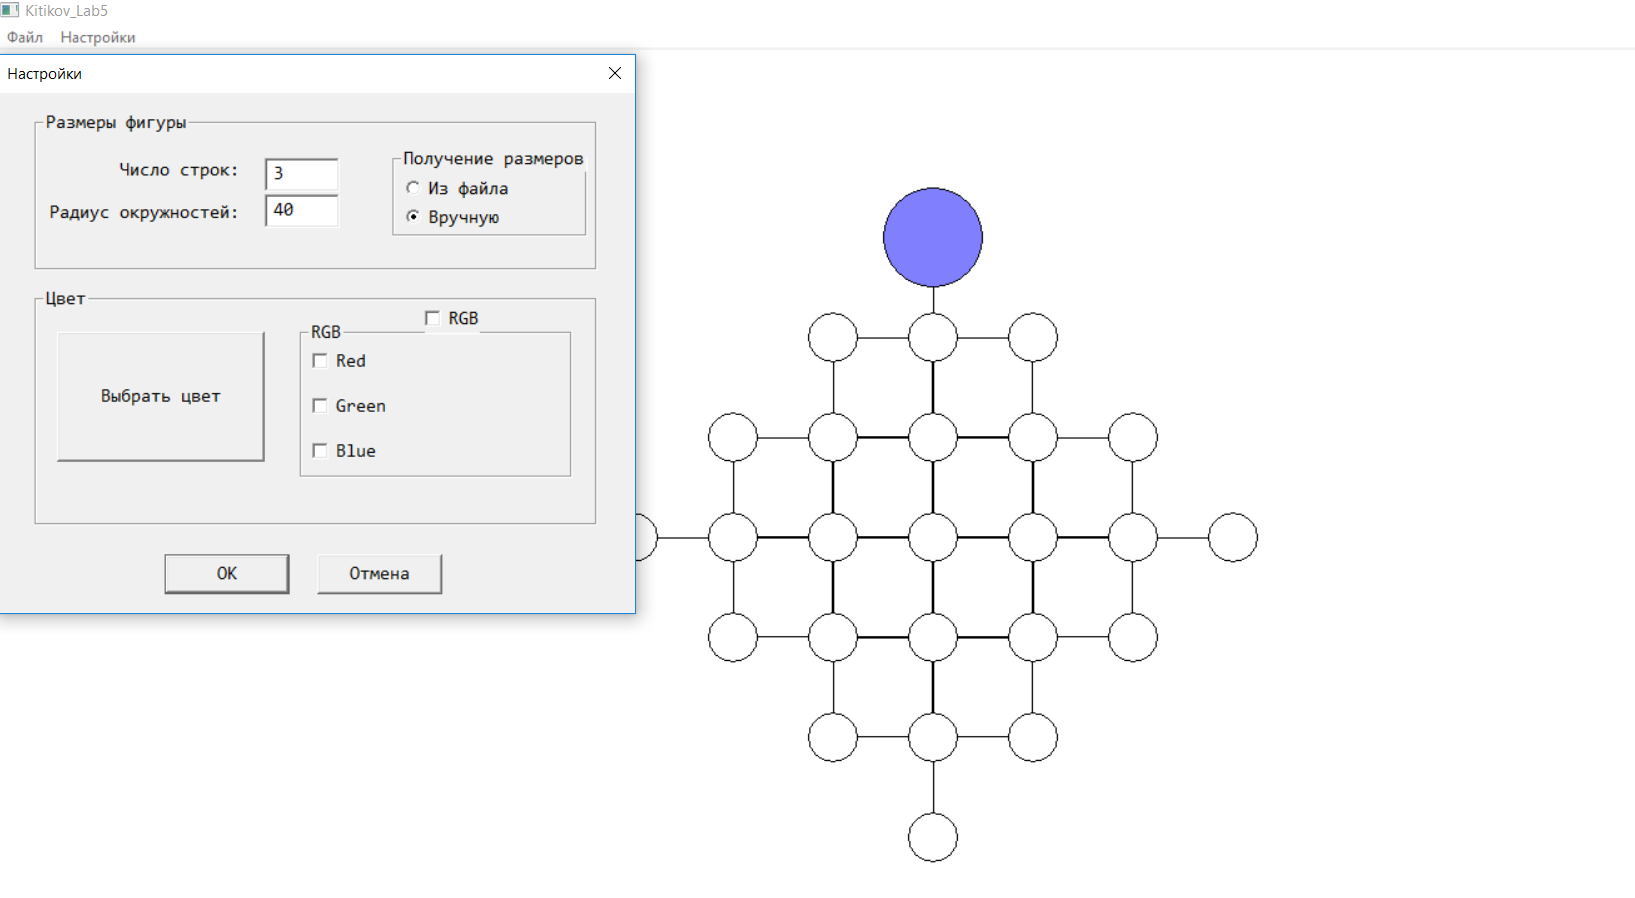 Kitikov_Lab5
Файл Настройки
Настройки
Размеры фигуры
Число строк: 3
Радиус окружностей: 40
Получение размеров
Из файла
Вручную
Цвет
Выбрать цвет
RGB
RGB
Red
Green
Blue
OK Отмена